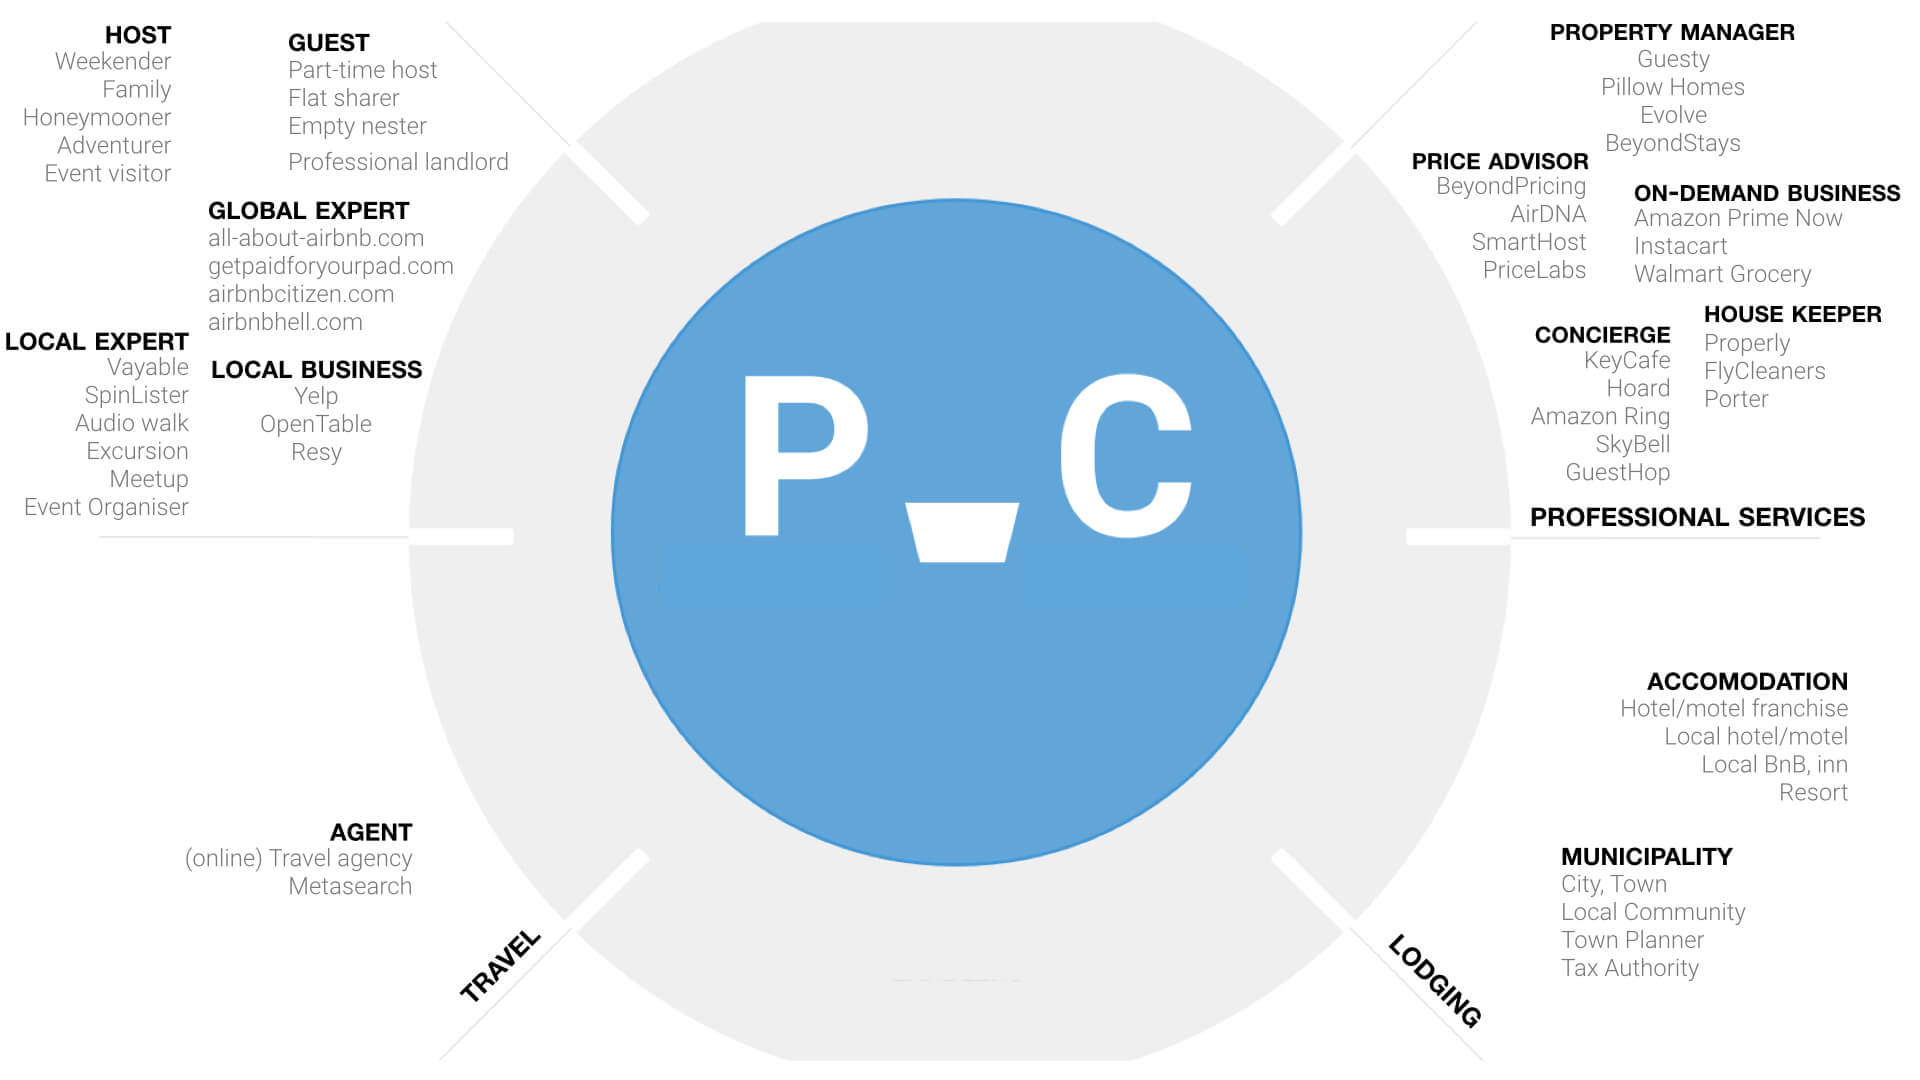 HOST
Weekender
Family
Honeymooner
Adventurer
Event visitor
GUEST
Part-time host
Flat sharer
Empty nester
Professional landlord
GLOBAL EXPERT
all-about-airbnb.com
getpaidforyourpad.com
airbnbcitizen.com
airbnbhell.com
LOCAL EXPERT
Vayable
SpinLister
Audio walk
Excursion
Meetup
Event Organiser
LOCAL BUSINESS
Yelp
OpenTable
Resy
P C
PROPERTY MANAGER
Guesty
Pillow Homes
Evolve
BeyondStays
PRICE ADVISOR
BeyondPricing
AirDNA
SmartHost
PriceLabs
ON-DEMAND BUSINESS
Amazon Prime Now
Instacart
Walmart Grocery
CONCIERGE
KeyCafe
Hoard
Amazon Ring
SkyBell
GuestHop
HOUSE KEEPER
Properly
FlyCleaners
Porter
PROFESSIONAL SERVICES
AGENT
(online) Travel agency
Metasearch
TRAVEL
ACCOMODATION
Hotel/motel franchise
Local hotel/motel
Local BnB, inn
Resort
MUNICIPALITY
City, Town
Local Community
Town Planner
Tax Authority
LODGING